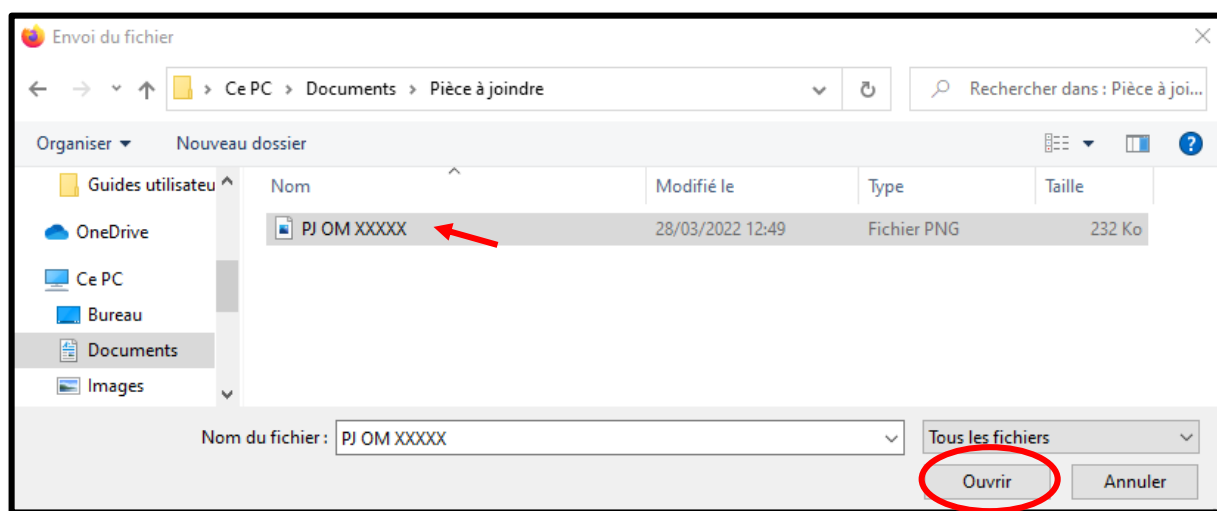 Envoi du fichier
Ce PC > Documents > Pièce à joindre
Rechercher dans : Pièce à joi...
Organiser
Nouveau dossier
Guides utilisateu
Nom
Modifié le
Type
Taille
OneDrive
PJ OM XXXXX
28/03/2022 12:49
Fichier PNG
232 Ko
Ce PC
Bureau
Documents
Images
Nom du fichier :
PJ OM XXXXX
Tous les fichiers
Ouvrir
Annuler